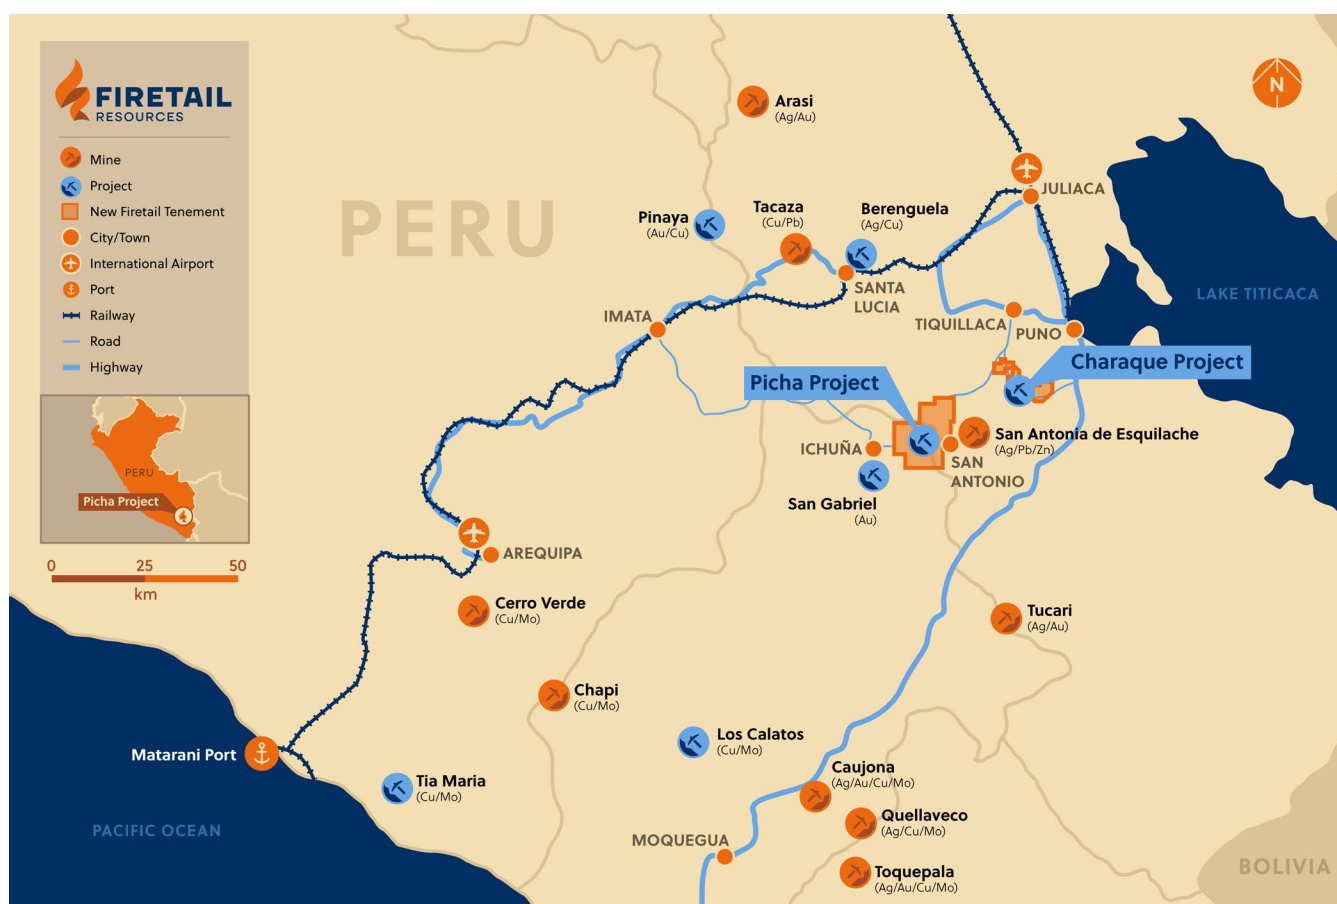 FIRETAIL
RESOURCES
Mine
Project
New Firetail Tenement
City/Town
International Airport
Port
Railway
Road
Highway
PERU
Picha Project
0 25 50
km
N
PERU
Arasi
(Ag/Au)
JULIACA
Pinaya
(Au/Cu)
Tacaza
(Cu/Pb)
Berenguela
(Ag/Cu)
SANTA
LUCIA
LAKE TITICACA
IMATA
TIQUILLACA
PUNO
Charaque Project
Picha Project
San Antonia de Esquilache
(Ag/Pb/Zn)
ICHUÑA
SAN
ANTONIO
San Gabriel
(Au)
AREQUIPA
Cerro Verde
(Cu/Mo)
Tucari
(Ag/Au)
Chapi
(Cu/Mo)
Los Calatos
(Cu/Mo)
Matarani Port
Tia Maria
(Cu/Mo)
Caujona
(Ag/Au/Cu/Mo)
Quellaveco
(Ag/Cu/Mo)
PACIFIC OCEAN
MOQUEGUA
Toquepala
(Ag/Au/Cu/Mo)
BOLIVIA